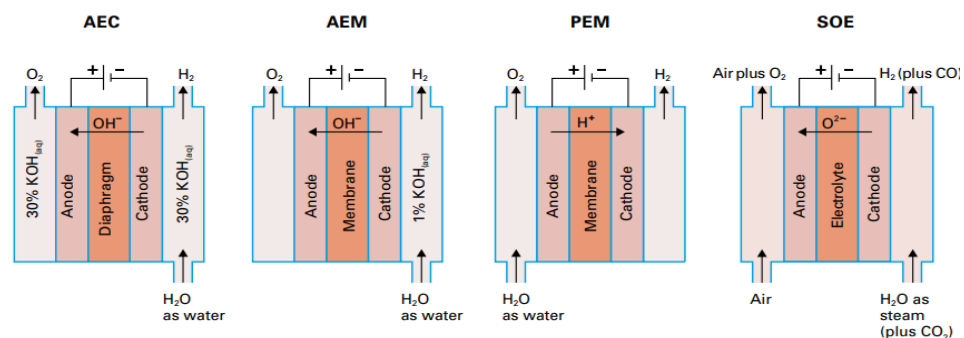 AEC
O₂
+ −
H₂
OH⁻
30% KOH(aq)
Anode
Diaphragm
Cathode
30% KOH(aq)
H₂O
as water
AEM
O₂
+ −
H₂
OH⁻
Anode
Membrane
Cathode
1% KOH(aq)
H₂O
as water
PEM
O₂
+ −
H₂
H⁺
Anode
Membrane
Cathode
H₂O
as water
SOE
Air plus O₂
+ −
H₂ (plus CO)
O²⁻
Anode
Electrolyte
Cathode
Air
H₂O as
steam
(plus CO₂)